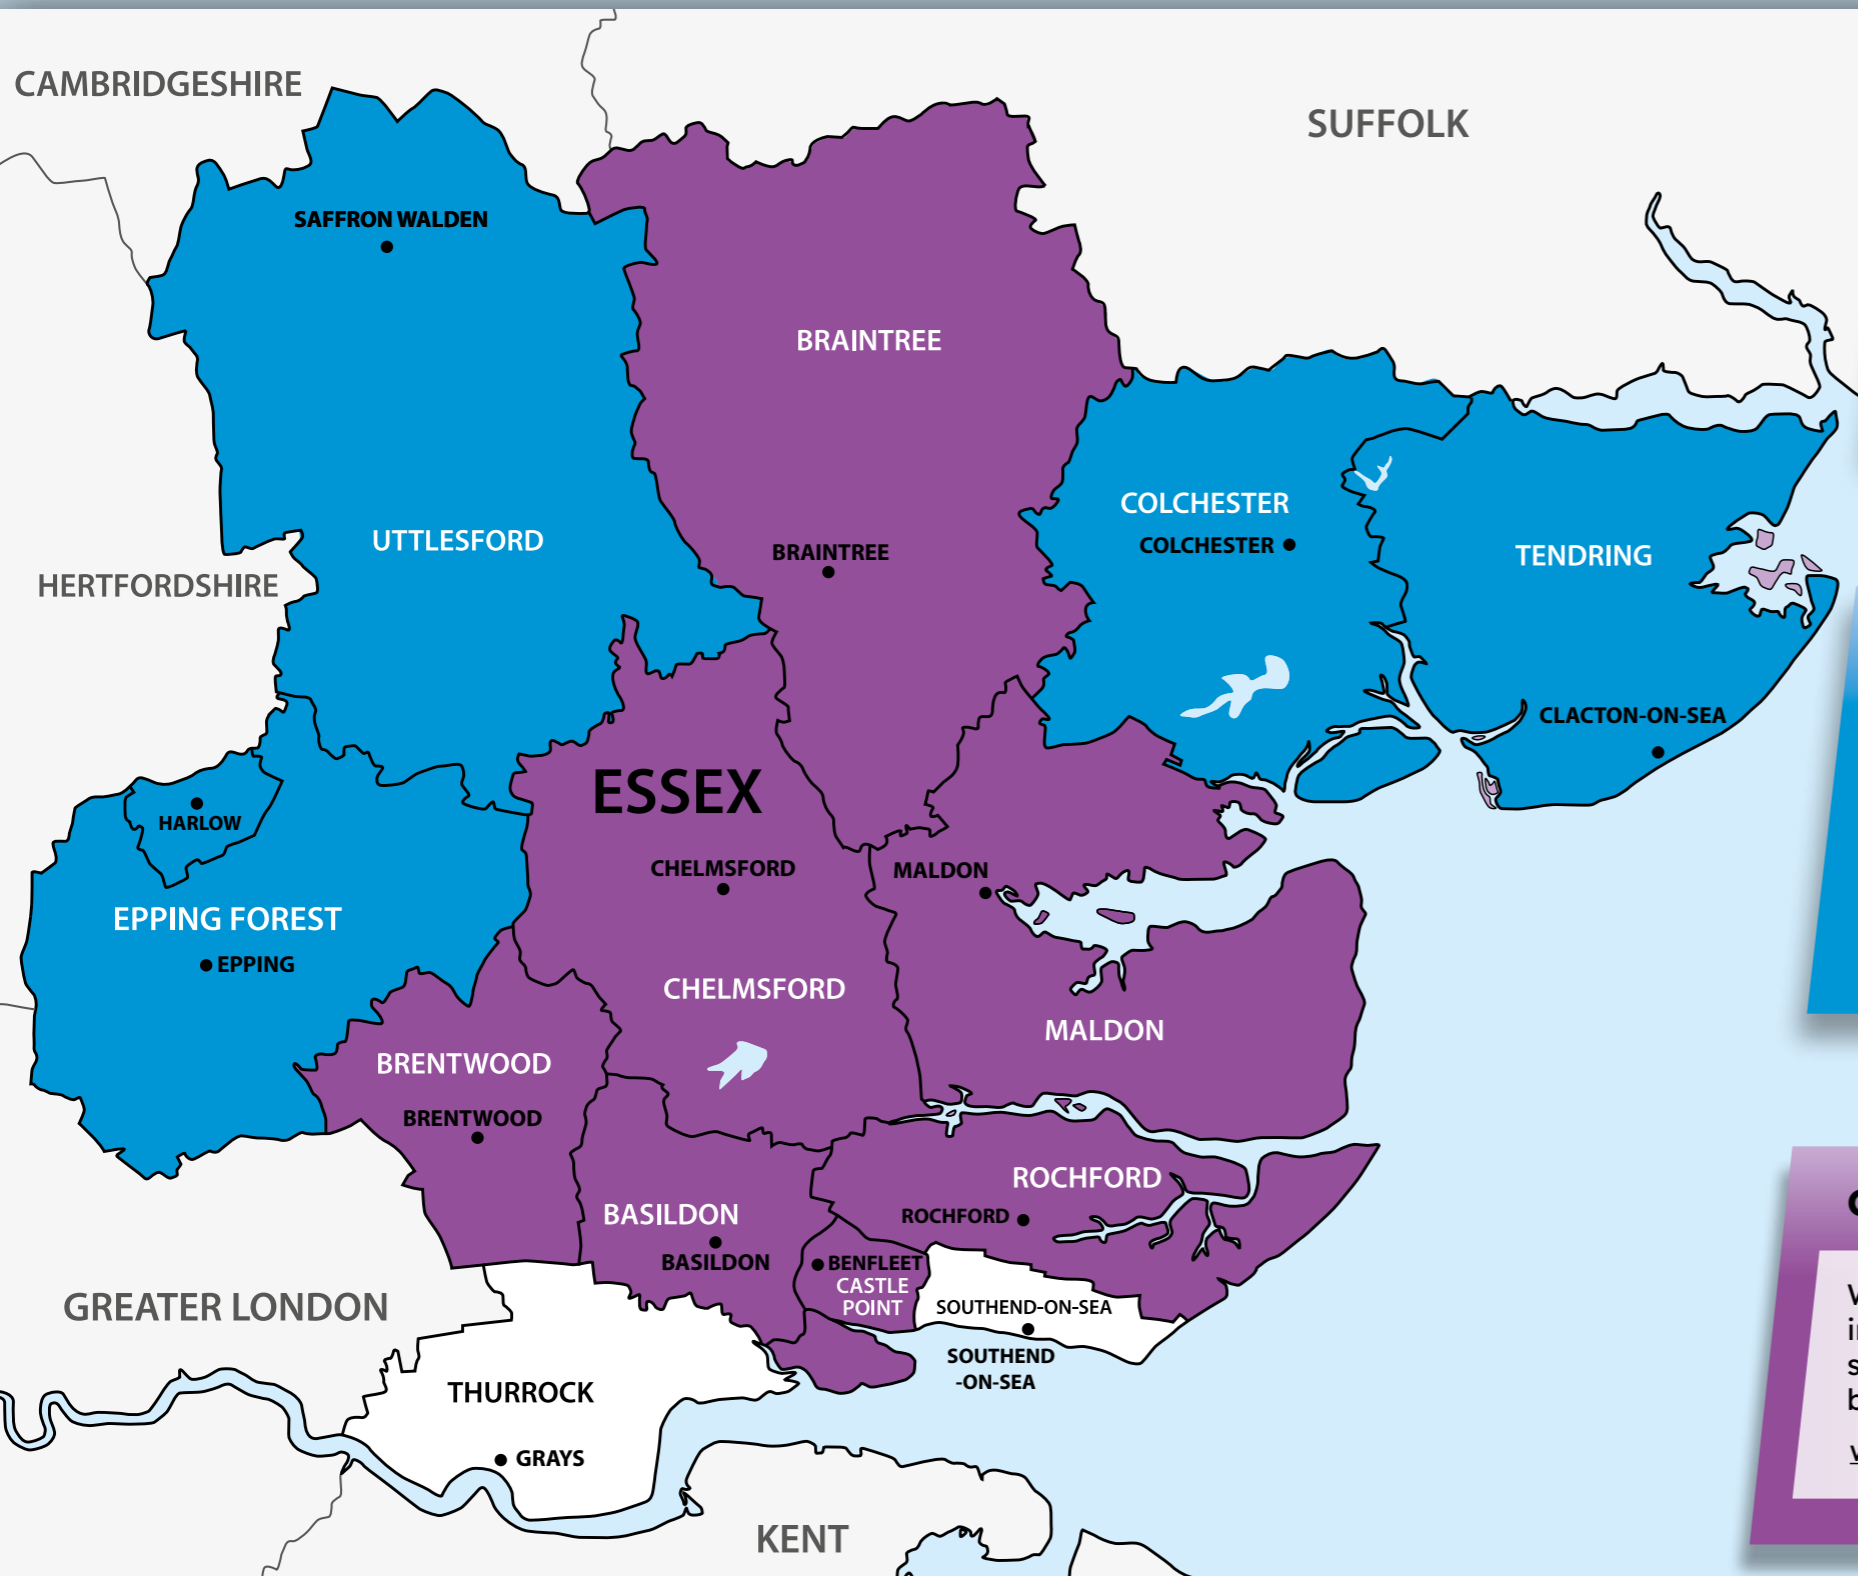 CAMBRIDGESHIRE
SUFFOLK
SAFFRON WALDEN
BRAINTREE
COLCHESTER
UTTLESFORD
BRAINTREE
COLCHESTER
TENDRING
HERTFORDSHIRE
CLACTON-ON-SEA
ESSEX
HARLOW
CHELMSFORD
MALDON
EPPING FOREST
EPPING
CHELMSFORD
MALDON
BRENTWOOD
BRENTWOOD
ROCHFORD
BASILDON
ROCHFORD
BASILDON
BENFLEET
CASTLE
POINT
GREATER LONDON
SOUTHEND-ON-SEA
SOUTHEND
-ON-SEA
THURROCK
GRAYS
KENT